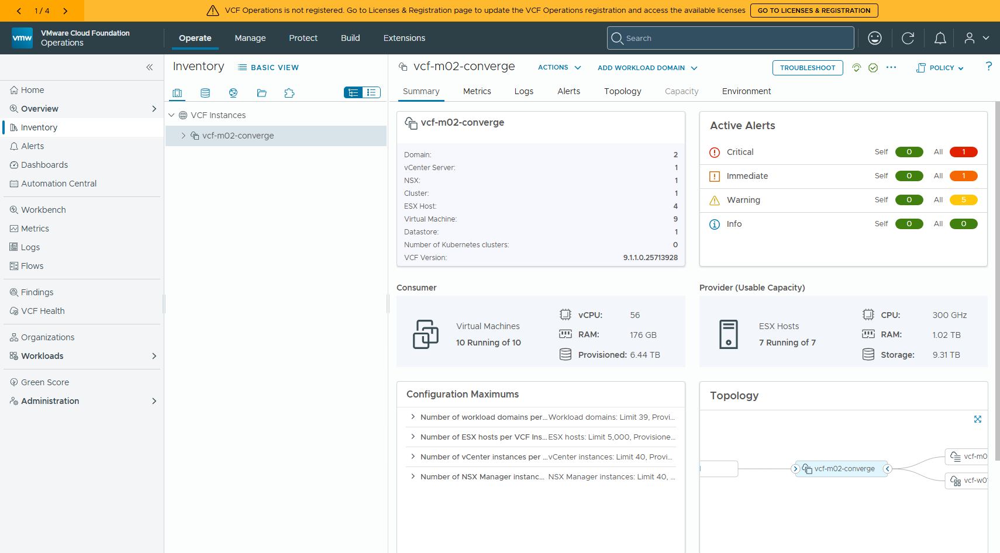 1 / 4
VCF Operations is not registered. Go to Licenses & Registration page to update the VCF Operations registration and access the available licenses
GO TO LICENSES & REGISTRATION
vmw
VMware Cloud Foundation
Operations
Operate Manage Protect Build Extensions
Search
Home
Overview
Inventory
Alerts
Dashboards
Automation Central
Workbench
Metrics
Logs
Flows
Findings
VCF Health
Organizations
Workloads
Green Score
Administration
Inventory BASIC VIEW
VCF Instances
vcf-m02-converge
vcf-m02-converge ACTIONS ADD WORKLOAD DOMAIN TROUBLESHOOT POLICY ?
Summary Metrics Logs Alerts Topology Capacity Environment
vcf-m02-converge
Domain: 2
vCenter Server: 1
NSX: 1
Cluster: 1
ESX Host: 4
Virtual Machine: 9
Datastore: 1
Number of Kubernetes clusters: 0
VCF Version: 9.1.1.0.25713928
Active Alerts
Critical Self 0 All 1
Immediate Self 0 All 1
Warning Self 0 All 5
Info Self 0 All 0
Consumer
Virtual Machines
10 Running of 10
vCPU: 56
RAM: 176 GB
Provisioned: 6.44 TB
Provider (Usable Capacity)
ESX Hosts
7 Running of 7
CPU: 300 GHz
RAM: 1.02 TB
Storage: 9.31 TB
Configuration Maximums
Number of workload domains per... Workload domains: Limit 39, Provi...
Number of ESX hosts per VCF Ins... ESX hosts: Limit 5,000, Provisione...
Number of vCenter instances per ... vCenter instances: Limit 40, Provi...
Number of NSX Manager instanc... NSX Manager instances: Limit 40, ...
Topology
vcf-m02-converge
vcf-m0
vcf-w0